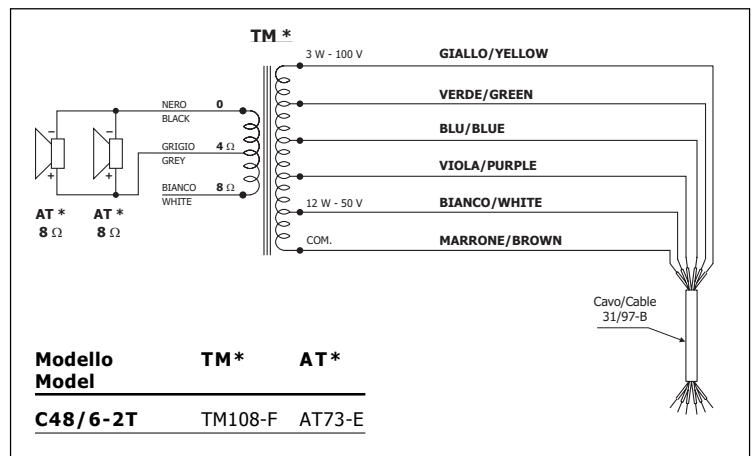 TM *
3 W - 100 V
GIALLO/YELLOW
VERDE/GREEN
BLU/BLUE
VIOLA/PURPLE
12 W - 50 V
BIANCO/WHITE
COM.
MARRONE/BROWN
NERO 0
BLACK
GRIGIO 4 Ω
GREY
BIANCO 8 Ω
WHITE
−
−
+
+
AT *
8 Ω
AT *
8 Ω
Cavo/Cable
31/97-B
Modello TM* AT*
Model
C48/6-2T TM108-F AT73-E